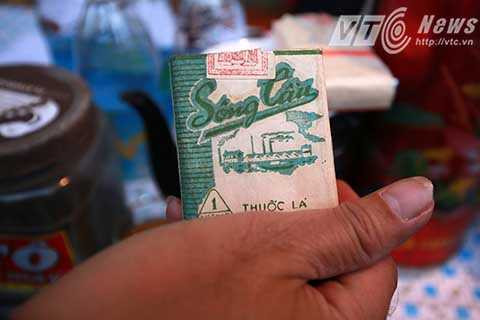 VTC News
http://vtc.vn
Sông Cầu
1
THUỐC LÁ